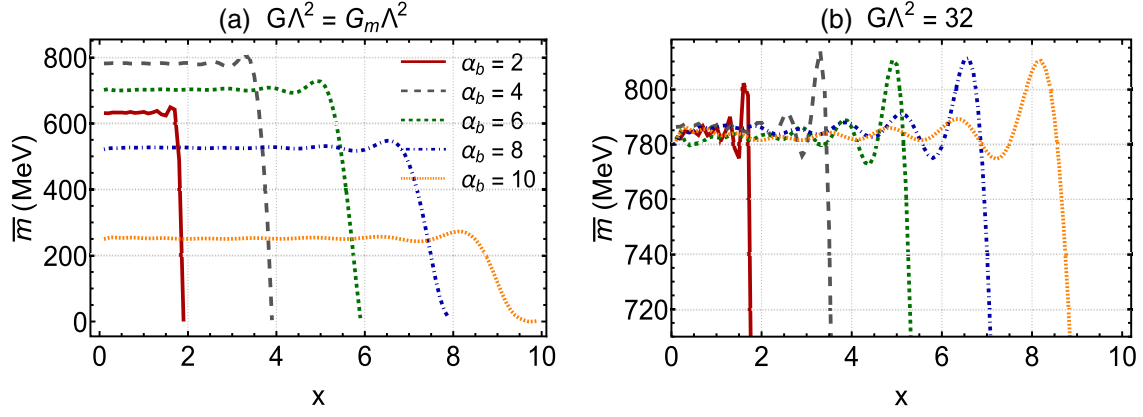 (a) GΛ² = GₘΛ²
800
600
400
200
0
m̅ (MeV)
α_b = 2
α_b = 4
α_b = 6
α_b = 8
α_b = 10
0 2 4 6 8 10
x
(b) GΛ² = 32
800
780
760
740
720
m̅ (MeV)
0 2 4 6 8 10
x